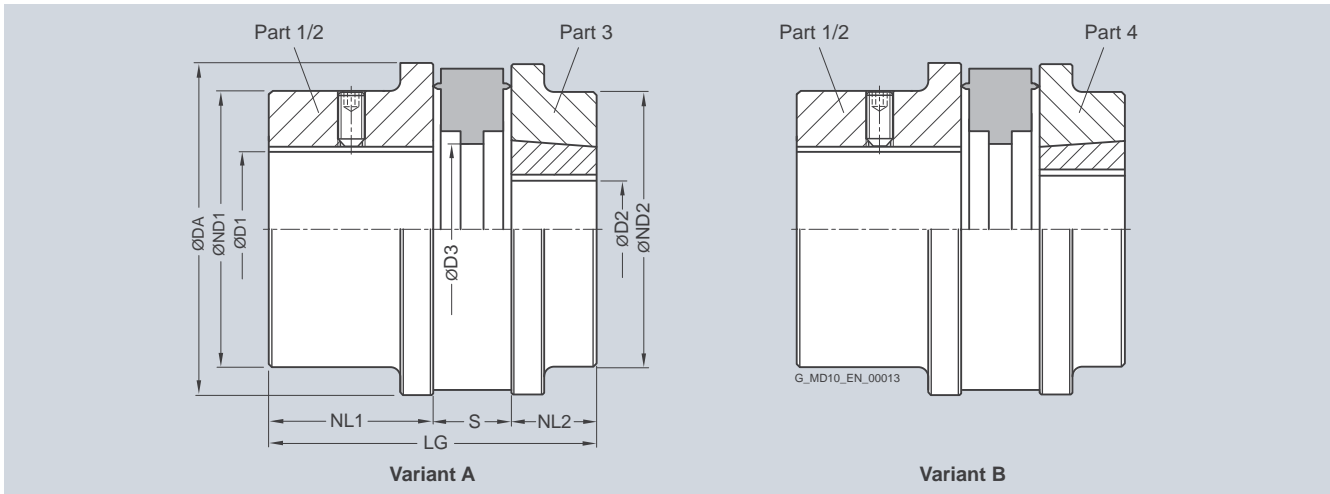 Part 1/2
Part 3
Part 1/2
Part 4
ØDA
ØND1
ØD1
ØD3
ØD2
ØND2
G_MD10_EN_00013
NL1
S
NL2
LG
Variant A
Variant B